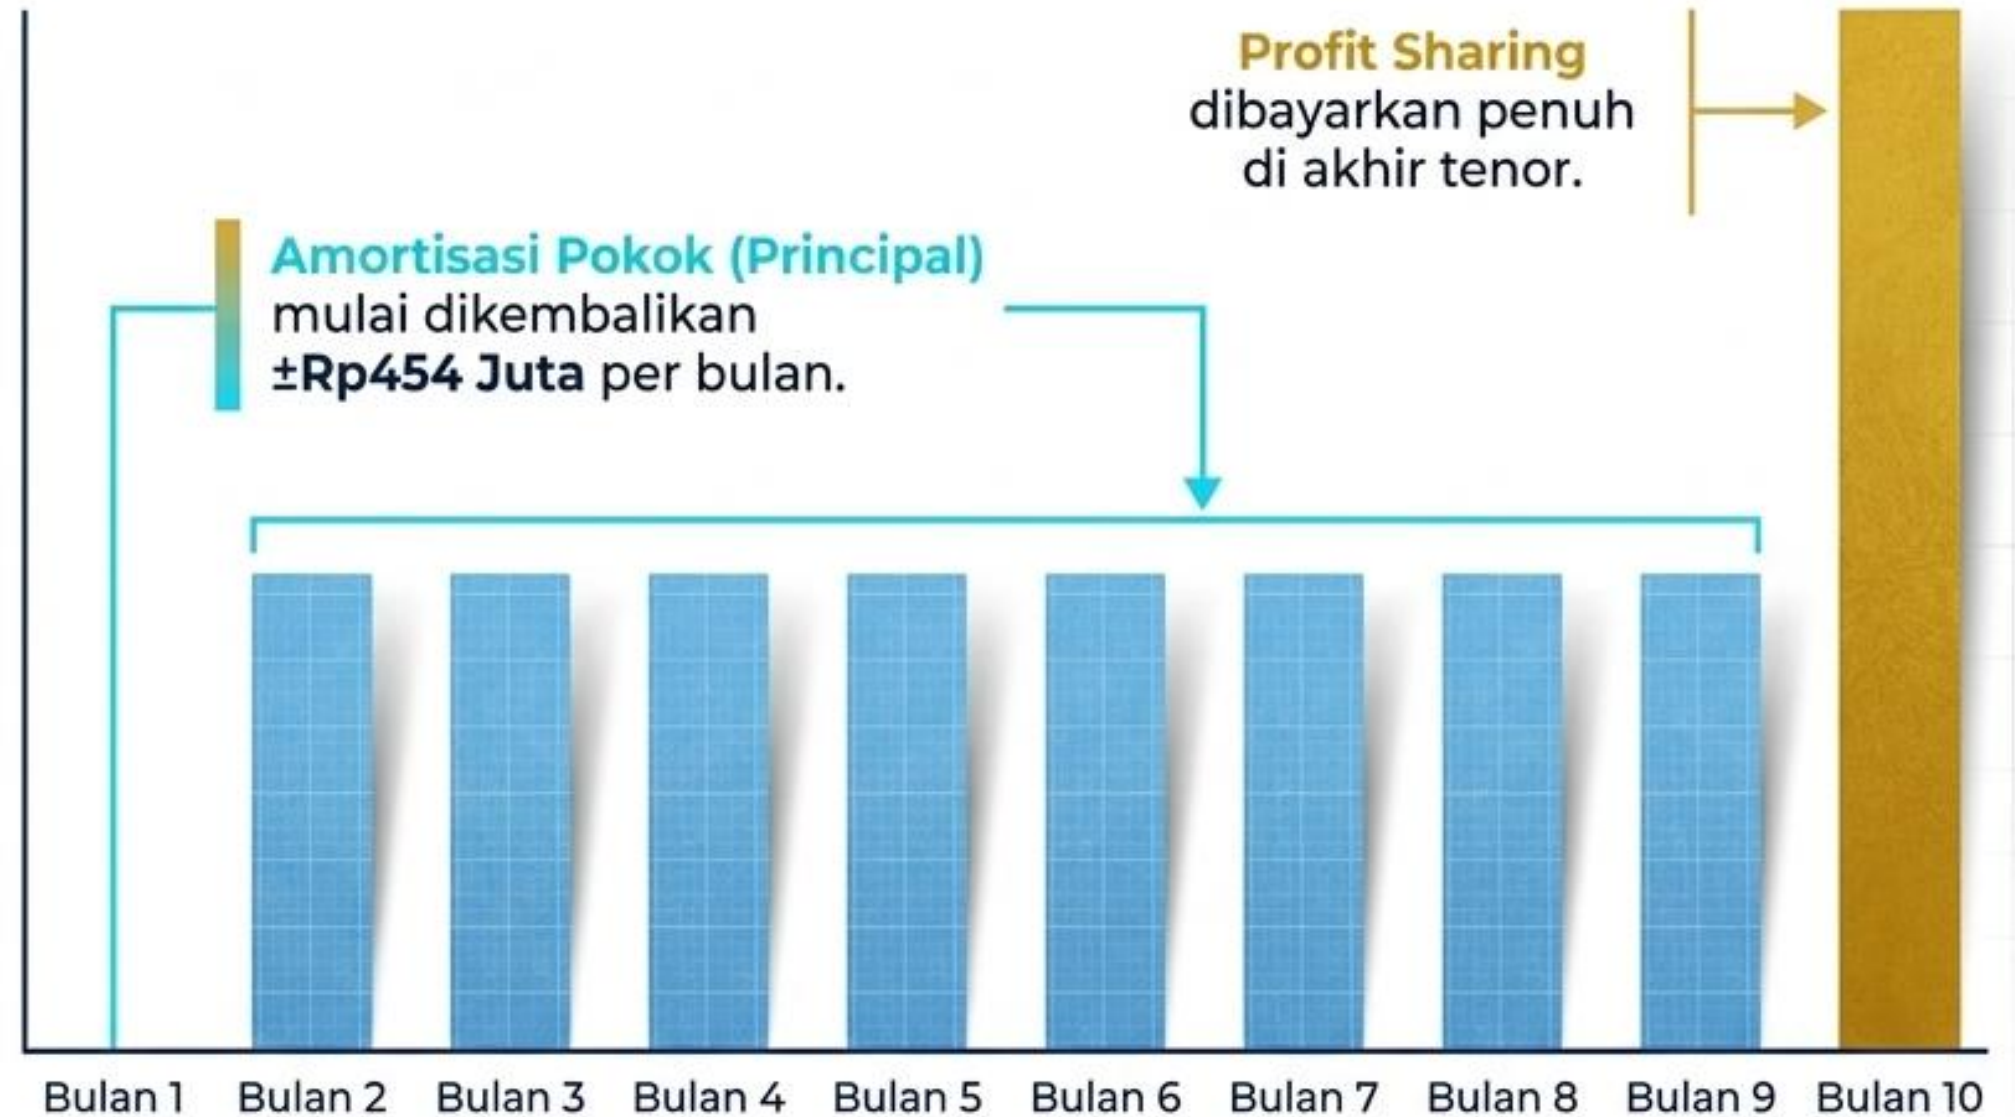 Profit Sharing
dibayarkan penuh
di akhir tenor.
Amortisasi Pokok (Principal)
mulai dikembalikan
±Rp454 Juta per bulan.
Bulan 1
Bulan 2
Bulan 3
Bulan 4
Bulan 5
Bulan 6
Bulan 7
Bulan 8
Bulan 9
Bulan 10